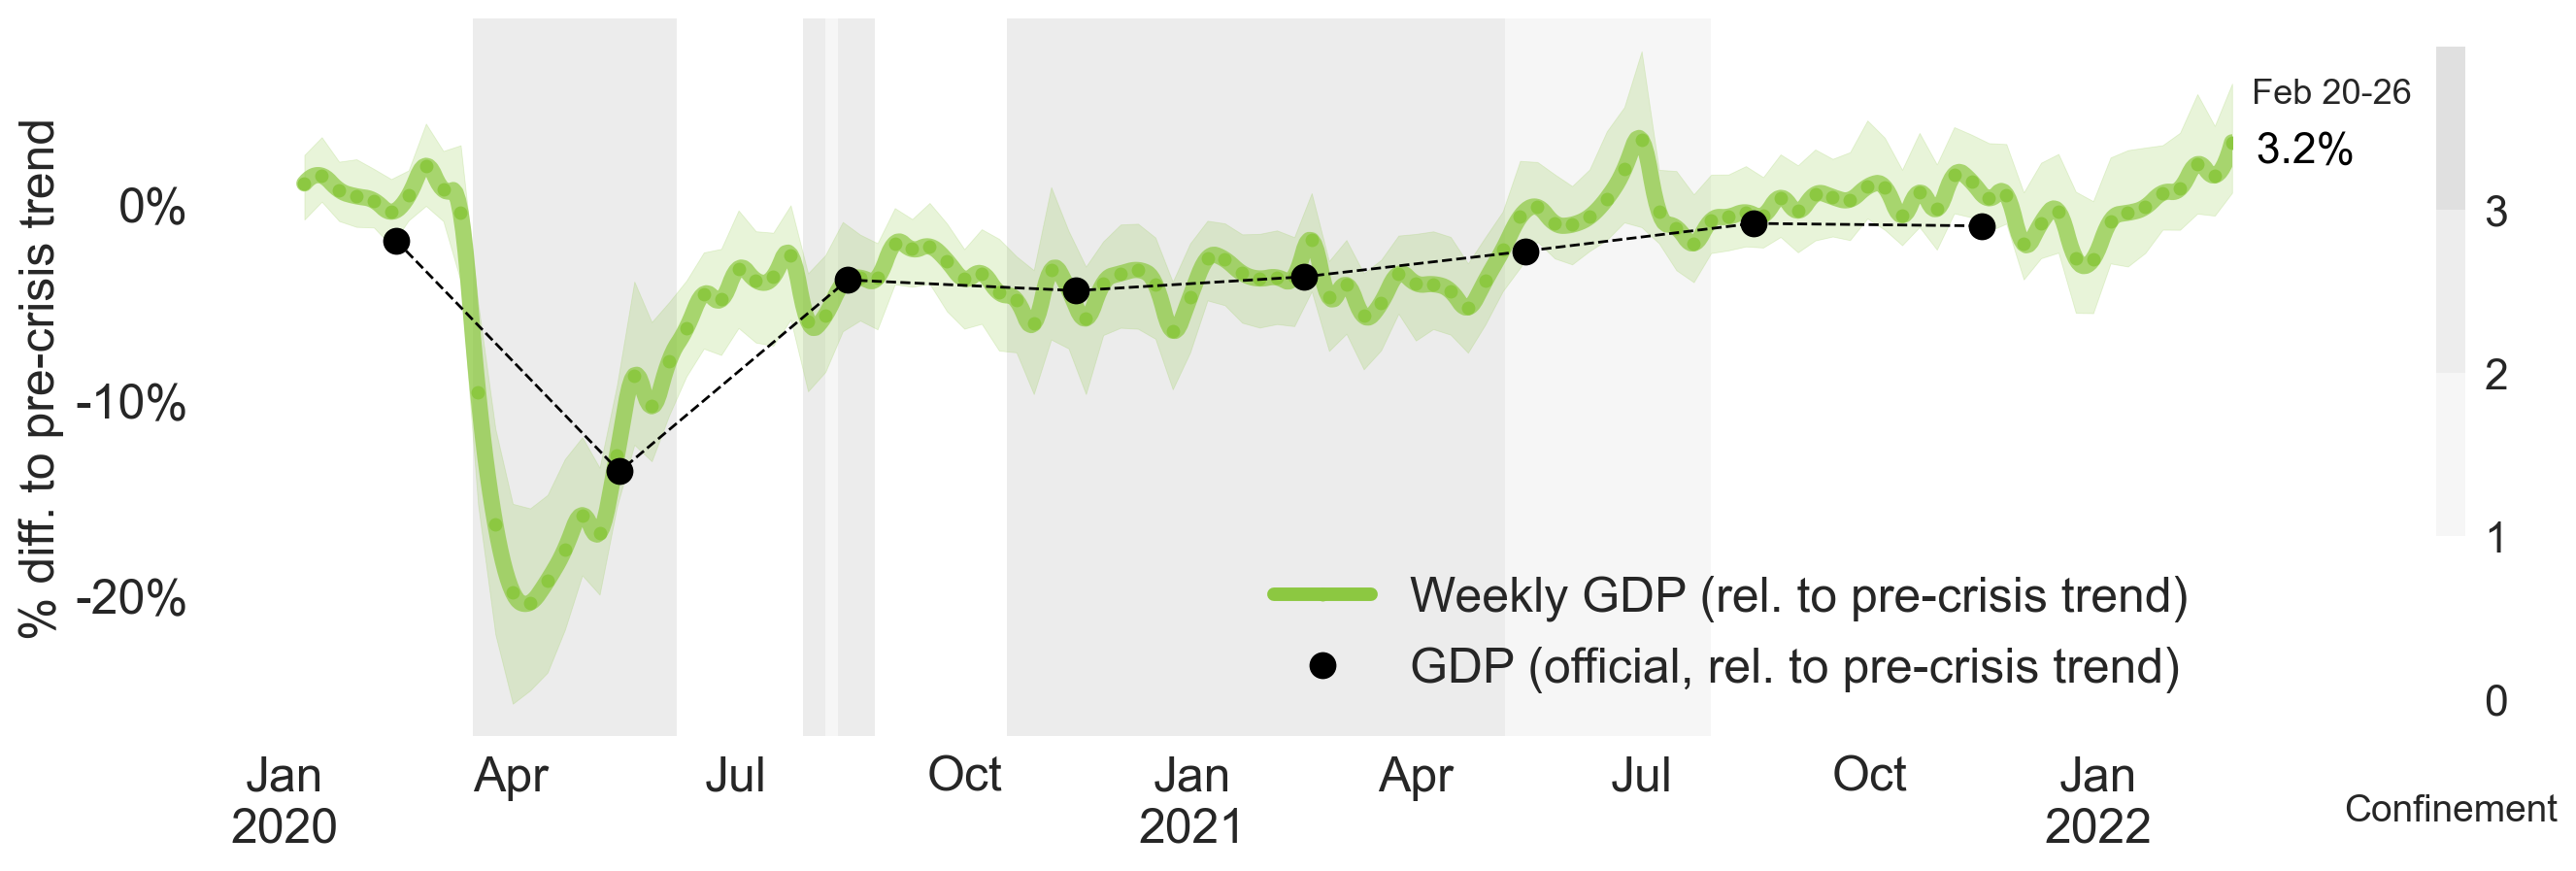 % diff. to pre-crisis trend
0%
-10%
-20%
Feb 20-26
3.2%
3
2
1
0
Weekly GDP (rel. to pre-crisis trend)
GDP (official, rel. to pre-crisis trend)
Jan Apr Jul Oct Jan Apr Jul Oct Jan
2020 2021 2022
Confinement